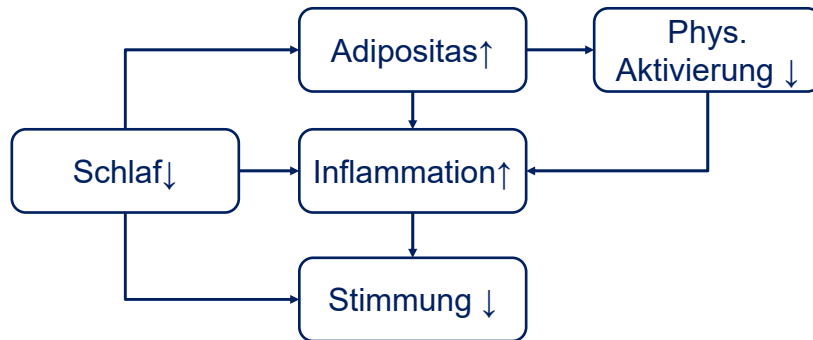 Adipositas↑
Phys.
Aktivierung ↓
Schlaf↓
Inflammation↑
Stimmung ↓